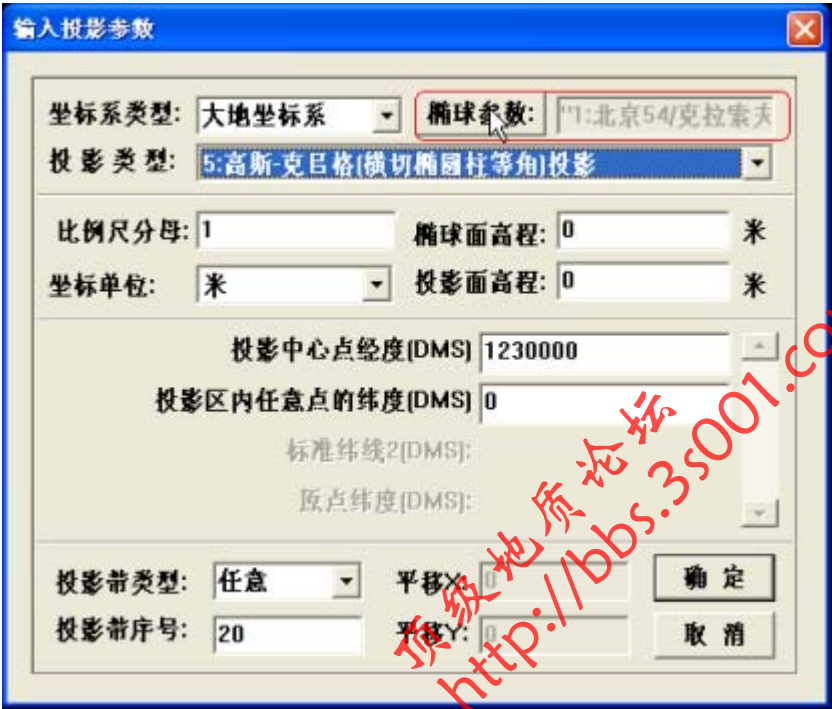 输入投影参数
坐标系类型: 大地坐标系 椭球参数: "1:北京54/克拉索夫
投影类型: 5:高斯-克吕格(横切椭圆柱等角)投影
比例尺分母: 1 椭球面高程: 0 米
坐标单位: 米 投影面高程: 0 米
投影中心点经度(DMS) 1230000
投影区内任意点的纬度(DMS) 0
标准纬线2(DMS):
原点纬度(DMS):
投影带类型: 任意 平移X: 0 确定
投影带序号: 20 平移Y: 0 取消
顶级地质论坛
http://bbs.3s001.co